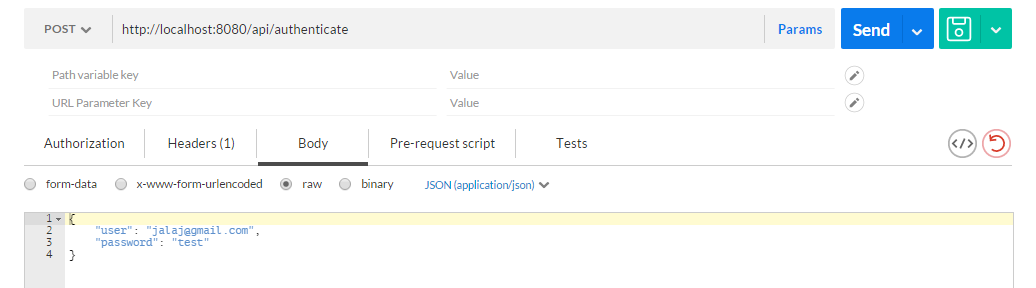 POST http://localhost:8080/api/authenticate Params Send
Path variable key Value
URL Parameter Key Value
Authorization Headers (1) Body Pre-request script Tests
form-data x-www-form-urlencoded raw binary JSON (application/json)
1 {
2 "user": "jalaj@gmail.com",
3 "password": "test"
4 }